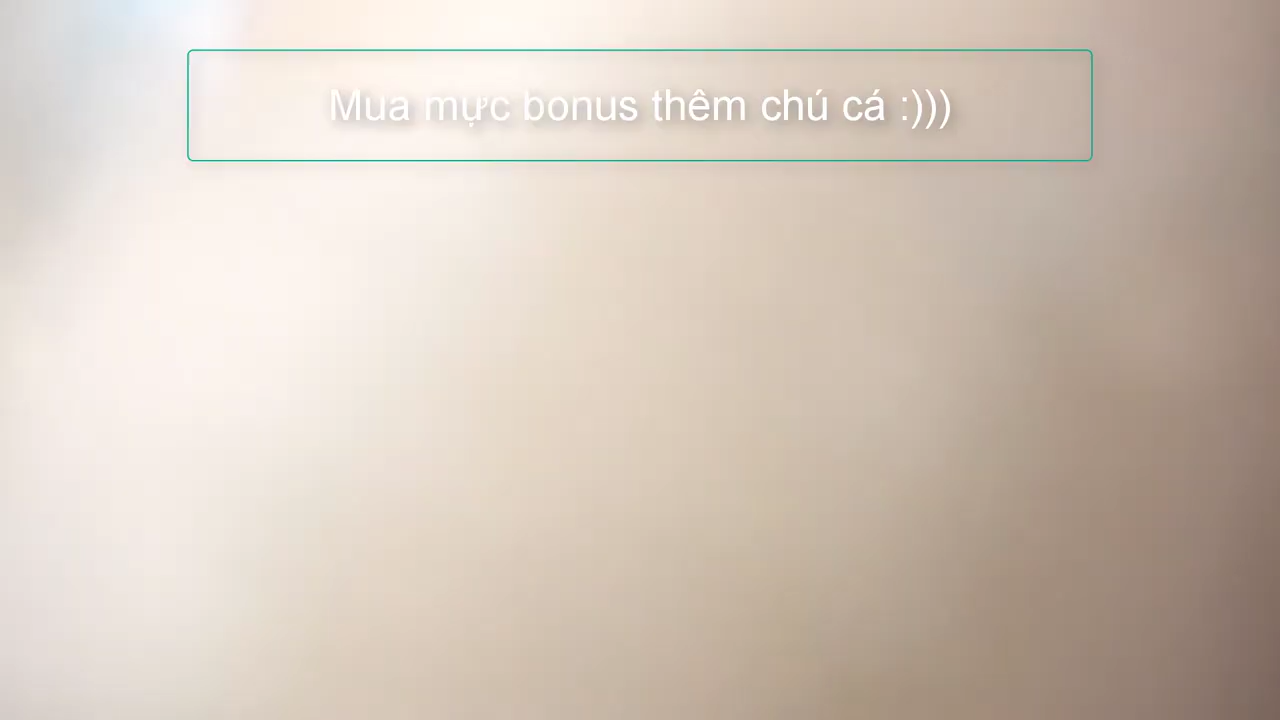 Mua mực bonus thêm chú cá :)))